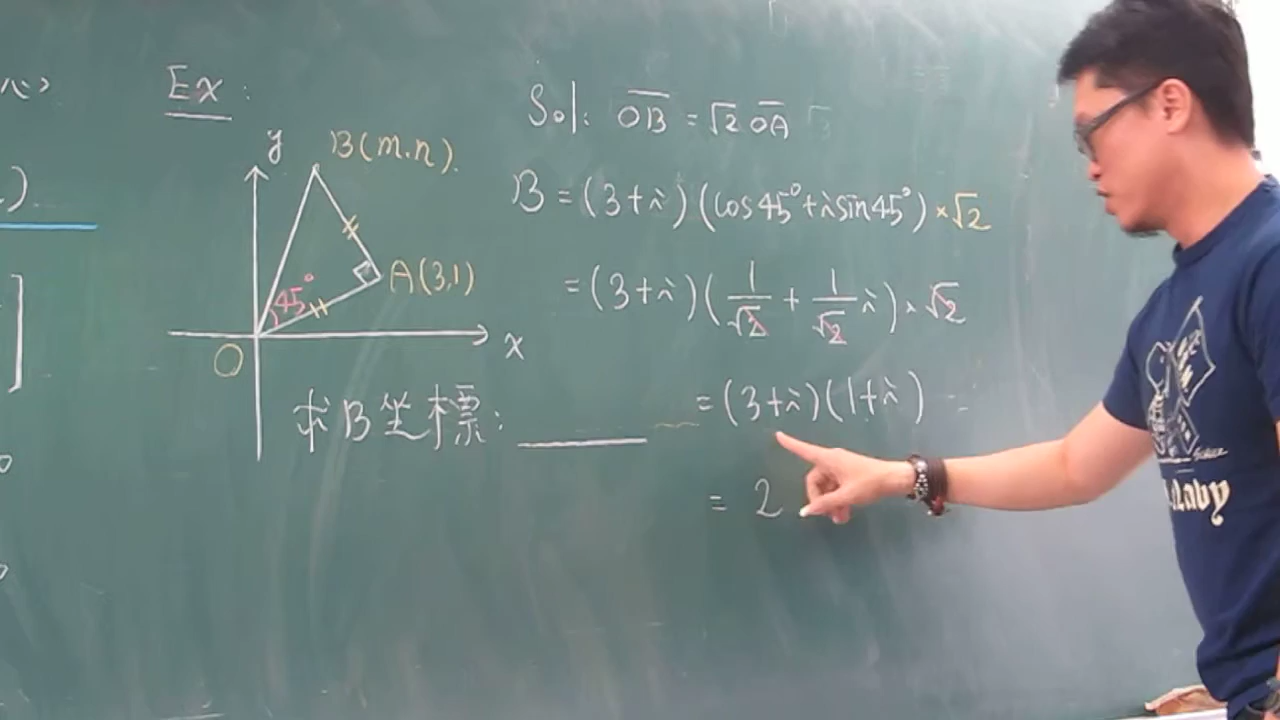 Ex:
y
B(m.n).
A(3,1)
45°
O
x
求B坐標:
Sol: OB = √2 OA
B = (3+i)(cos45°+isin45°)×√2
= (3+i)(1/√2 + 1/√2 i)×√2
= (3+i)(1+i) =
= 2